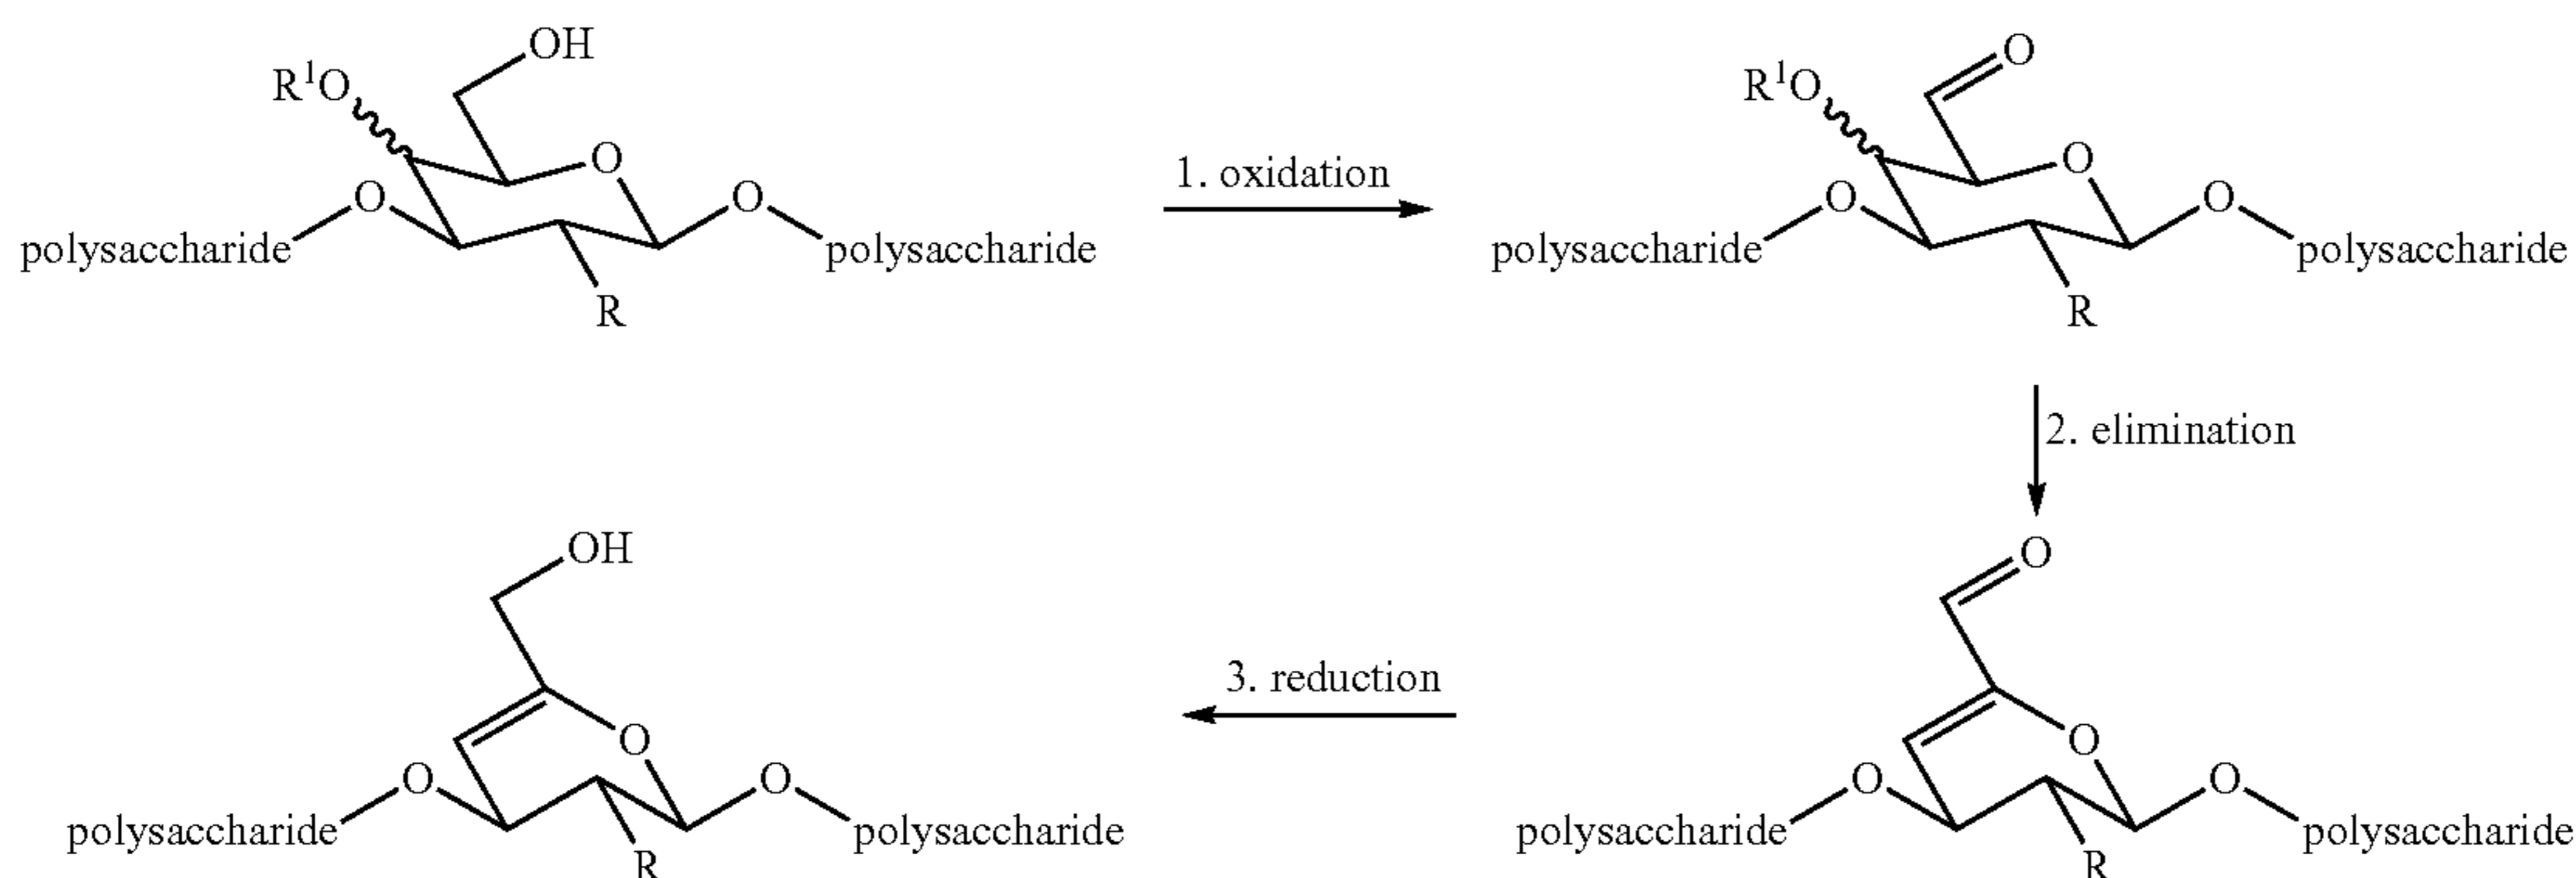 OH
O
R¹O
R¹O
O
O
1. oxidation
O
O
O
O
polysaccharide
polysaccharide
polysaccharide
polysaccharide
R
R
2. elimination
OH
O
3. reduction
O
O
O
O
O
O
polysaccharide
polysaccharide
polysaccharide
polysaccharide
R
R